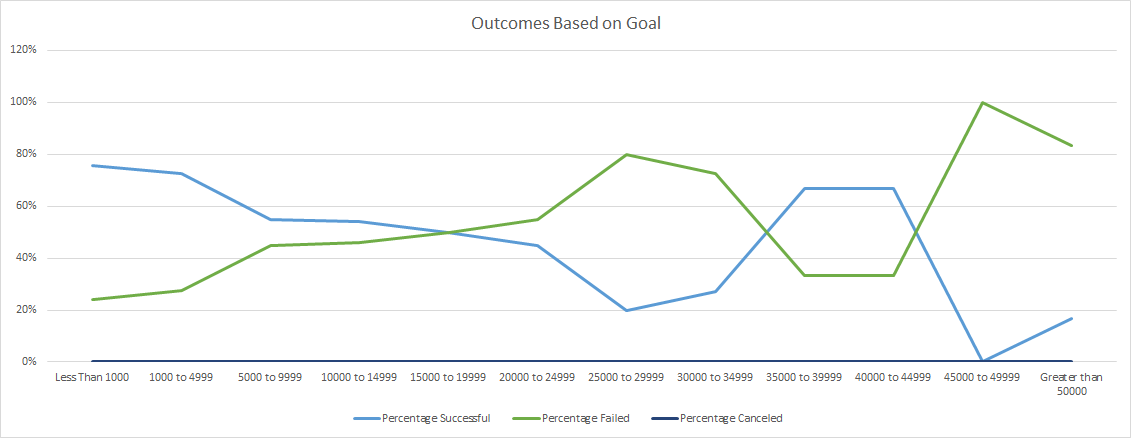 Outcomes Based on Goal
120%
100%
80%
60%
40%
20%
0%
Less Than 1000 1000 to 4999 5000 to 9999 10000 to 14999 15000 to 19999 20000 to 24999 25000 to 29999 30000 to 34999 35000 to 39999 40000 to 44999 45000 to 49999 Greater than
50000
Percentage Successful Percentage Failed Percentage Canceled